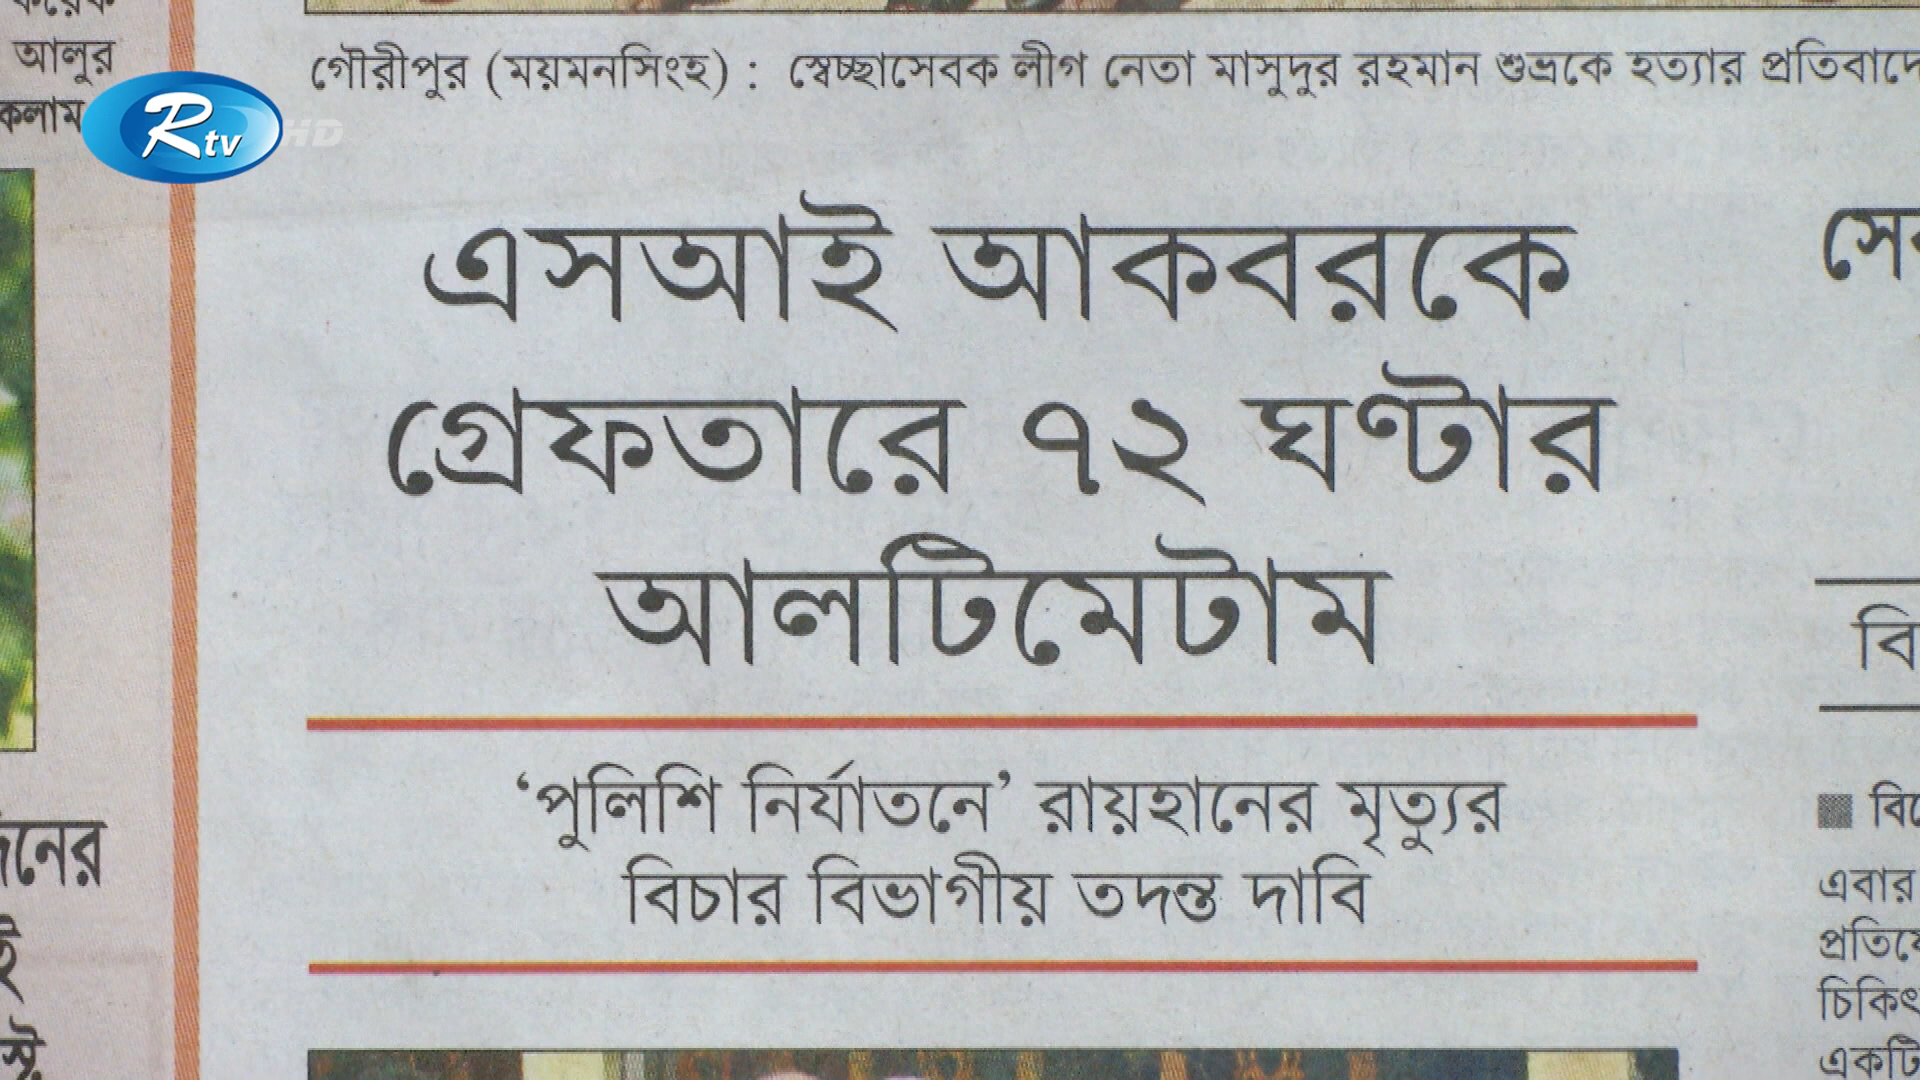 আলুর
গৌরীপুর (ময়মনসিংহ) : স্বেচ্ছাসেবক লীগ নেতা মাসুদুর রহমান শুভ্রকে হত্যার প্রতিবাদে
Rtv HD
এসআই আকবরকে
গ্রেফতারে ৭২ ঘণ্টার
আলটিমেটাম
‘পুলিশি নির্যাতনে’ রায়হানের মৃত্যুর
বিচার বিভাগীয় তদন্ত দাবি
এবার
একটি